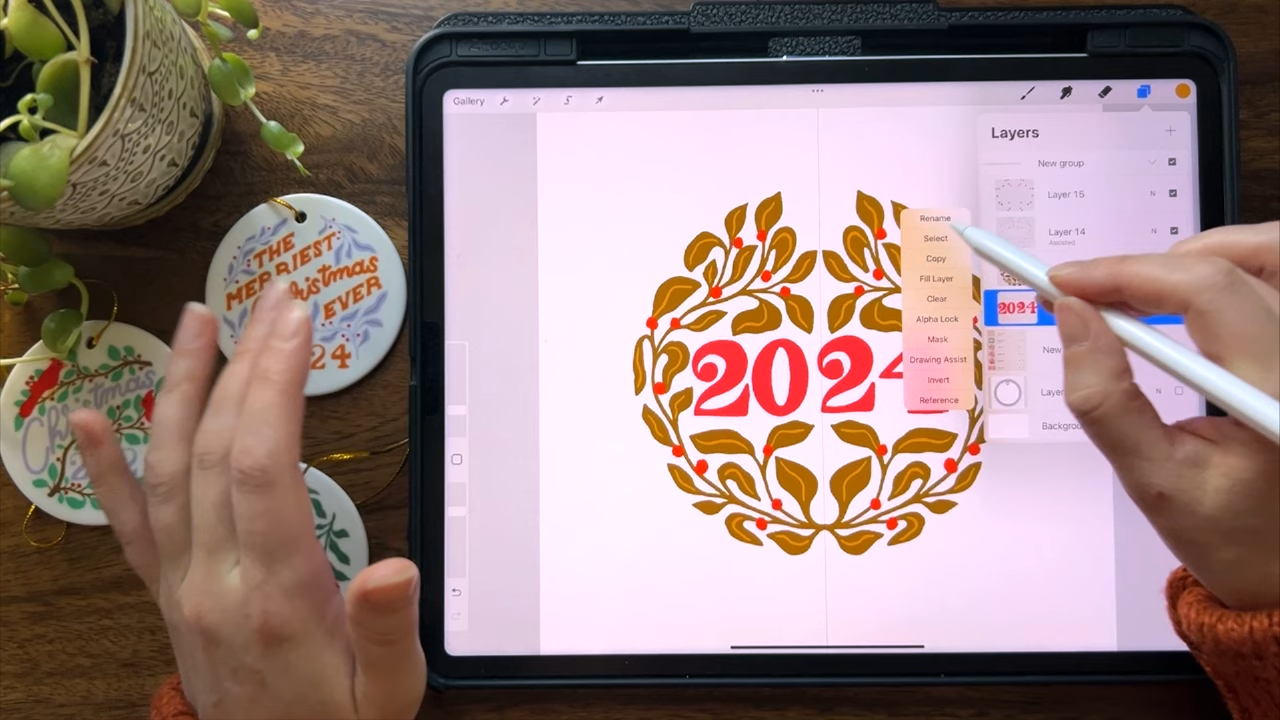 Gallery
Layers
New group
Layer 15
N
Layer 14
N
Assisted
Rename
Select
Copy
Fill Layer
Clear
Alpha Lock
Mask
Drawing Assist
Invert
Reference
2024
New
N
2024
THE
MERRIEST
Christmas
EVER
24
Christmas